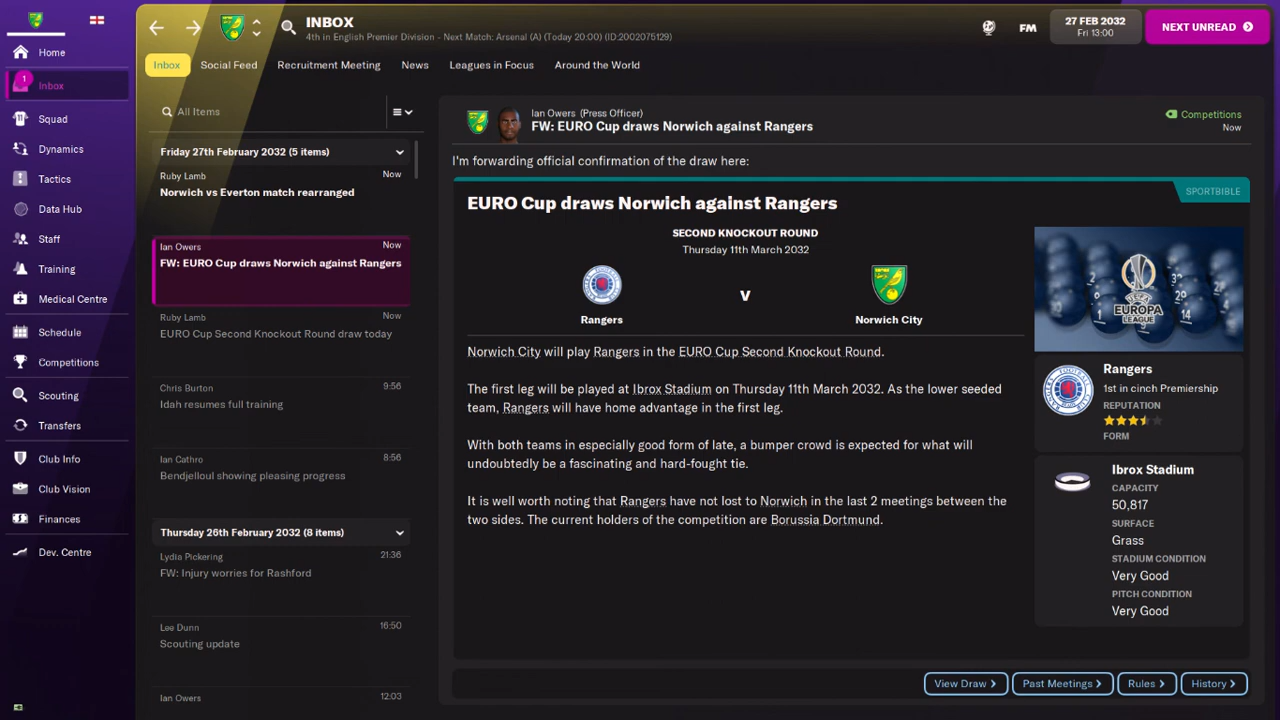 INBOX
4th in English Premier Division - Next Match: Arsenal (A) (Today 20:00) (ID:2002075129)
FM
27 FEB 2032
Fri 13:00
NEXT UNREAD
Inbox
Social Feed
Recruitment Meeting
News
Leagues in Focus
Around the World
Home
1
Inbox
Squad
Dynamics
Tactics
Data Hub
Staff
Training
Medical Centre
Schedule
Competitions
Scouting
Transfers
Club Info
Club Vision
Finances
Dev. Centre
All Items
Friday 27th February 2032 (5 items)
Ruby Lamb Now
Norwich vs Everton match rearranged
Ian Owers Now
FW: EURO Cup draws Norwich against Rangers
Ruby Lamb Now
EURO Cup Second Knockout Round draw today
Chris Burton 9:56
Idah resumes full training
Ian Cathro 8:56
Bendjelloul showing pleasing progress
Thursday 26th February 2032 (8 items)
Lydia Pickering 21:36
FW: Injury worries for Rashford
Lee Dunn 16:50
Scouting update
Ian Owers 12:03
Ian Owers (Press Officer)
FW: EURO Cup draws Norwich against Rangers
Competitions
Now
I'm forwarding official confirmation of the draw here:
SPORTBIBLE
EURO Cup draws Norwich against Rangers
SECOND KNOCKOUT ROUND
Thursday 11th March 2032
V
Rangers
Norwich City
Norwich City will play Rangers in the EURO Cup Second Knockout Round.
The first leg will be played at Ibrox Stadium on Thursday 11th March 2032. As the lower seeded
team, Rangers will have home advantage in the first leg.
With both teams in especially good form of late, a bumper crowd is expected for what will
undoubtedly be a fascinating and hard-fought tie.
It is well worth noting that Rangers have not lost to Norwich in the last 2 meetings between the
two sides. The current holders of the competition are Borussia Dortmund.
UEFA
EUROPA
LEAGUE
Rangers
1st in cinch Premiership
REPUTATION
FORM
Ibrox Stadium
CAPACITY
50,817
SURFACE
Grass
STADIUM CONDITION
Very Good
PITCH CONDITION
Very Good
View Draw
Past Meetings
Rules
History